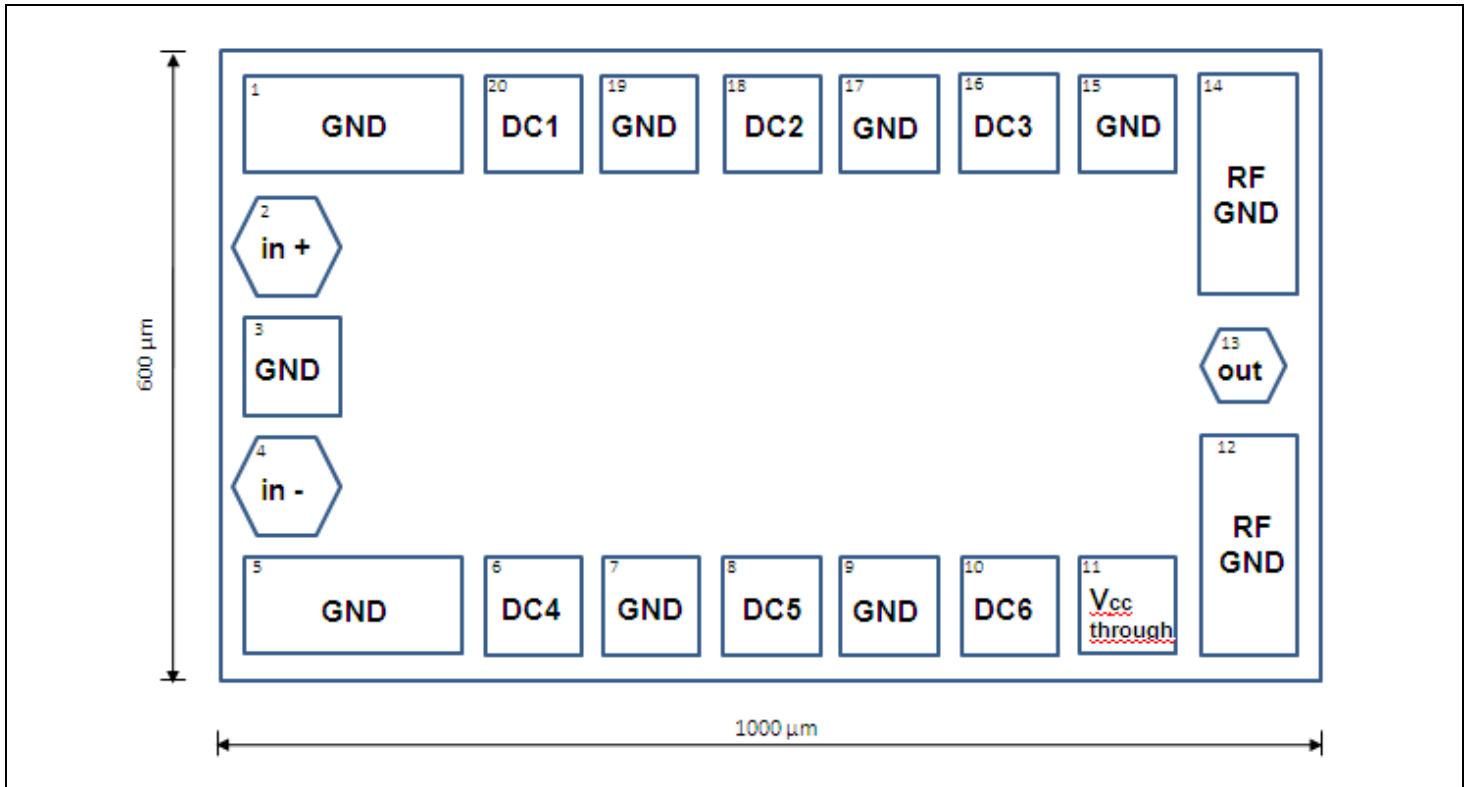 1
GND
20
DC1
19
GND
18
DC2
17
GND
16
DC3
15
GND
14
RF
GND
2
in +
3
GND
4
in -
13
out
12
RF
GND
5
GND
6
DC4
7
GND
8
DC5
9
GND
10
DC6
11
Vcc
through
600 µm
1000 µm